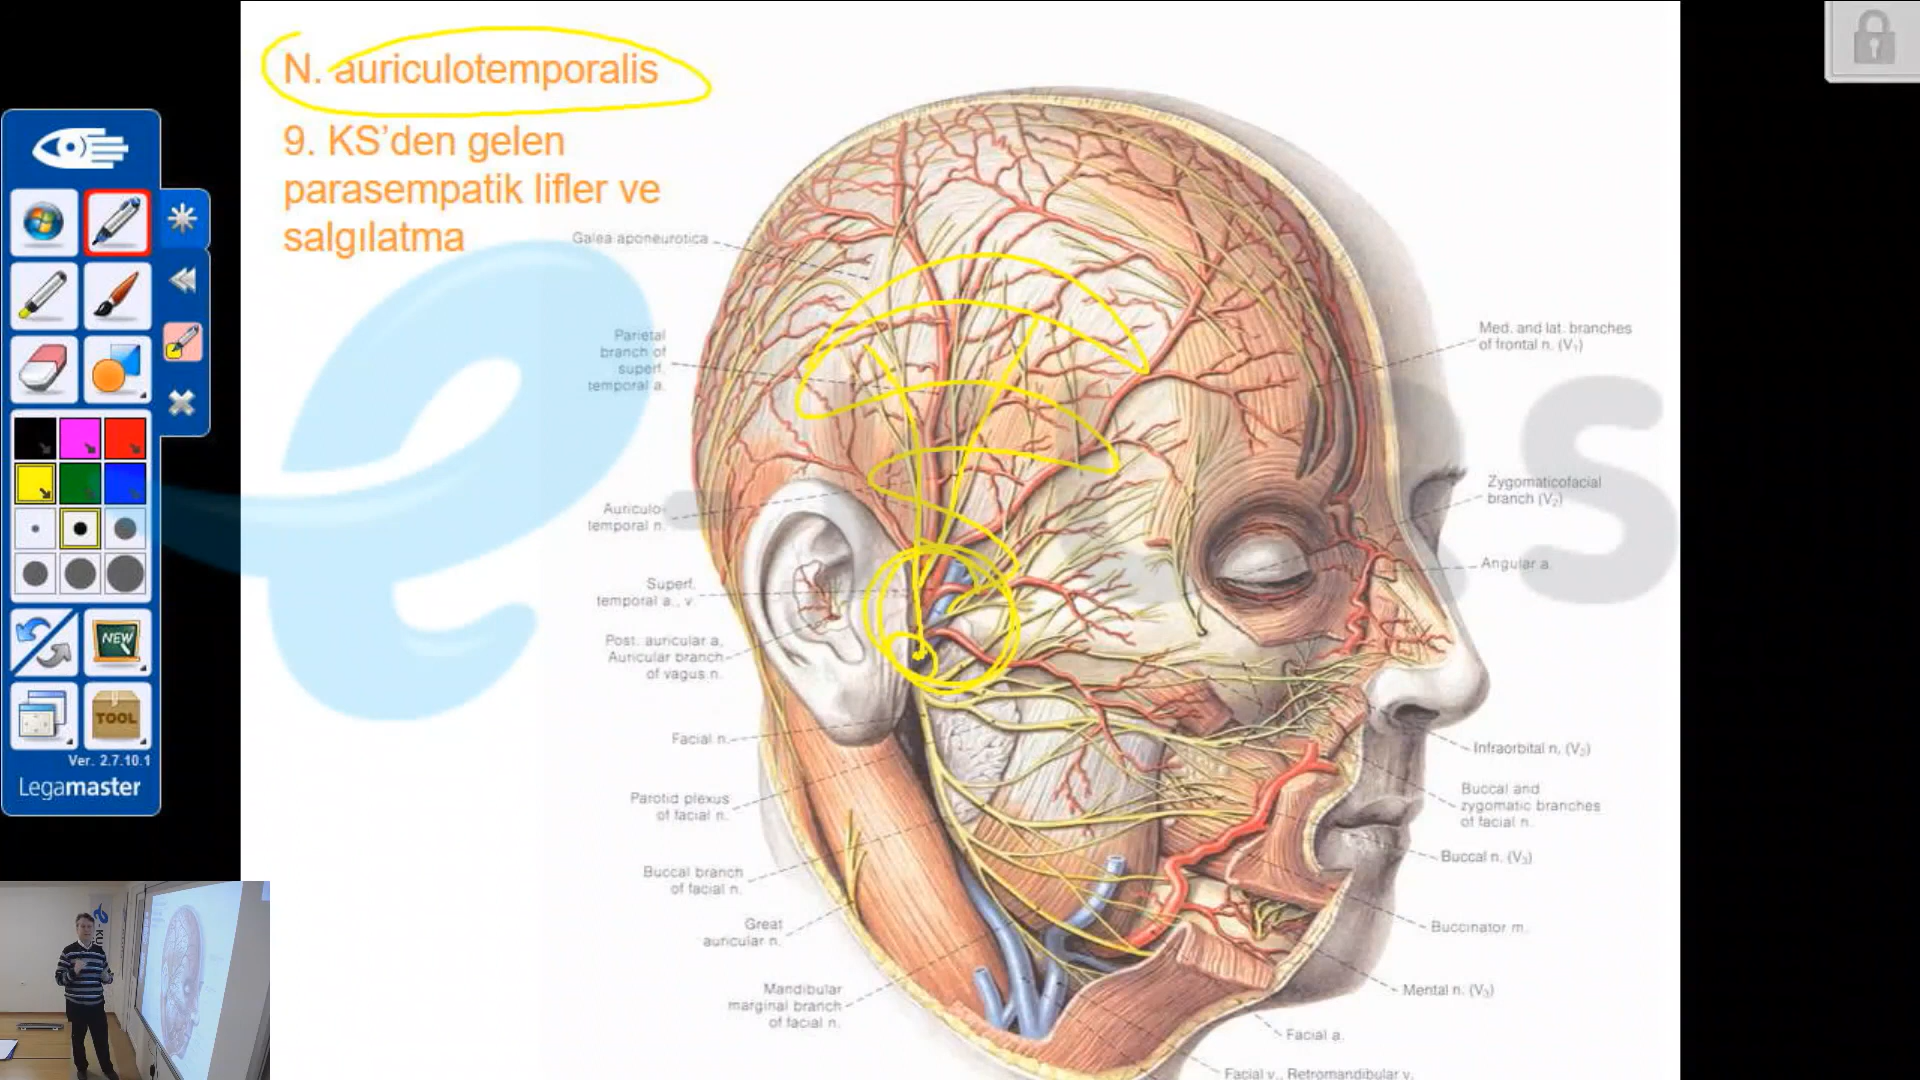 N. auriculotemporalis
9. KS’den gelen
parasempatik lifler ve
salgılatma
Galea aponeurotica
Parietal
branch of
superf.
temporal a.
Auriculo-
temporal n.
Superf.
temporal a., v.
Post. auricular a.
Auricular branch
of vagus n.
Facial n.
Parotid plexus
of facial n.
Buccal branch
of facial n.
Great
auricular n.
Mandibular
marginal branch
of facial n.
Med. and lat. branches
of frontal n. (V₁)
Zygomaticofacial
branch (V₂)
Angular a.
Infraorbital n. (V₂)
Buccal and
zygomatic branches
of facial n.
Buccal n. (V₃)
Buccinator m.
Mental n. (V₃)
Facial a.
Facial v., Retromandibular v.
NEW
TOOL
Ver. 2.7.10.1
Legamaster